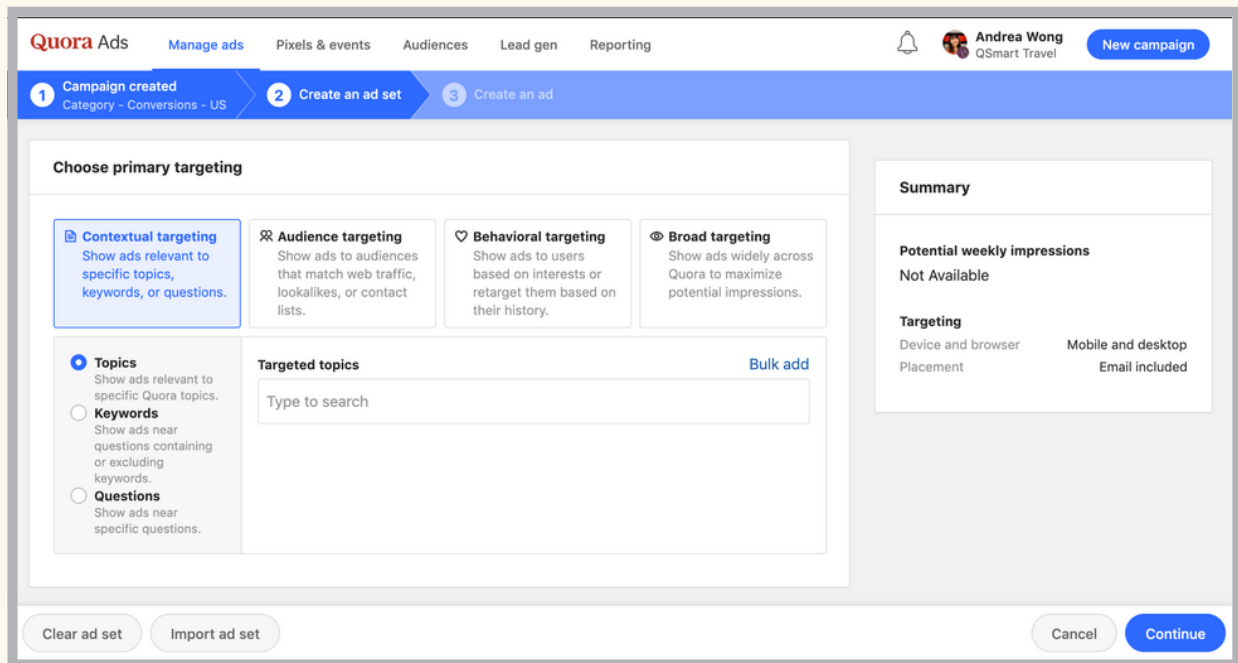 Quora Ads
Manage ads
Pixels & events
Audiences
Lead gen
Reporting
Andrea Wong
QSmart Travel
New campaign
1
Campaign created
Category - Conversions - US
2
Create an ad set
3
Create an ad
Choose primary targeting
Contextual targeting
Show ads relevant to
specific topics,
keywords, or questions.
Audience targeting
Show ads to audiences
that match web traffic,
lookalikes, or contact
lists.
Behavioral targeting
Show ads to users
based on interests or
retarget them based on
their history.
Broad targeting
Show ads widely across
Quora to maximize
potential impressions.
Topics
Show ads relevant to
specific Quora topics.
Keywords
Show ads near
questions containing
or excluding
keywords.
Questions
Show ads near
specific questions.
Targeted topics
Bulk add
Type to search
Summary
Potential weekly impressions
Not Available
Targeting
Device and browser
Mobile and desktop
Placement
Email included
Clear ad set
Import ad set
Cancel
Continue